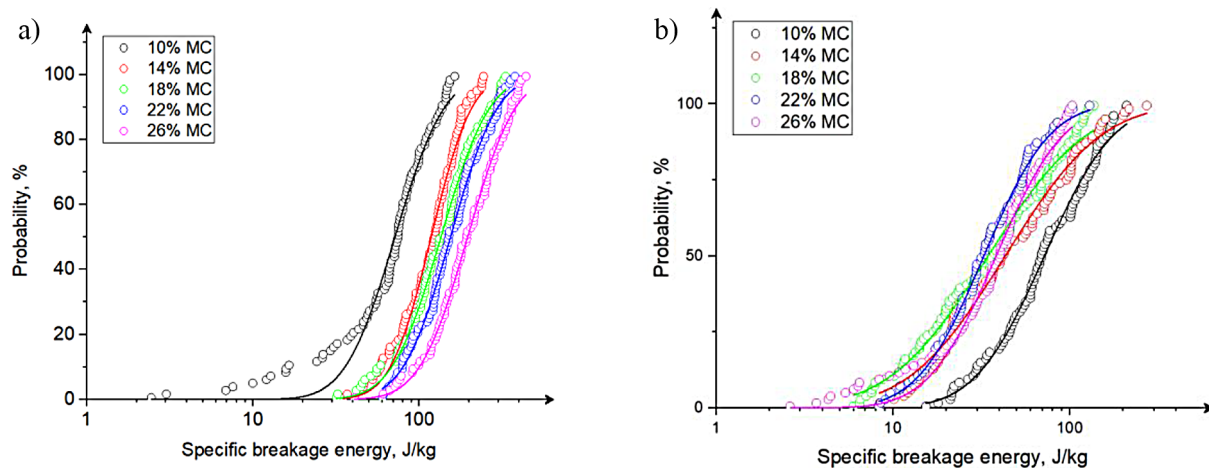 a)
10% MC
14% MC
18% MC
22% MC
26% MC
100
80
60
40
20
0
Probability, %
1
10
100
Specific breakage energy, J/kg
b)
10% MC
14% MC
18% MC
22% MC
26% MC
100
50
0
Probability, %
1
10
100
1000
Specific breakage energy, J/kg